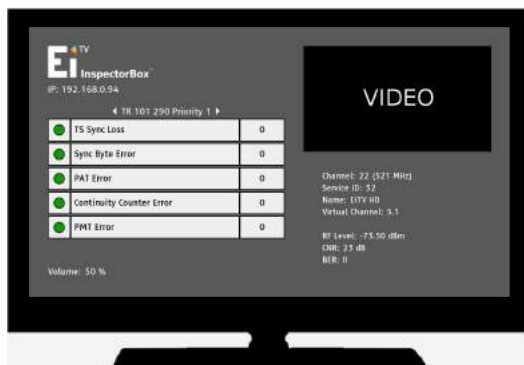 Ei TV
InspectorBox
IP: 192.168.0.94
TR 101 290 Priority 1
TS Sync Loss 0
Sync Byte Error 0
PAT Error 0
Continuity Counter Error 0
PMT Error 0
Volume: 50 %
VIDEO
Channel: 22 (521 MHz)
Service ID: 32
Name: EITV HD
Virtual Channel: 5.1
RF Level: -73.50 dBm
CNR: 23 dB
BER: 0